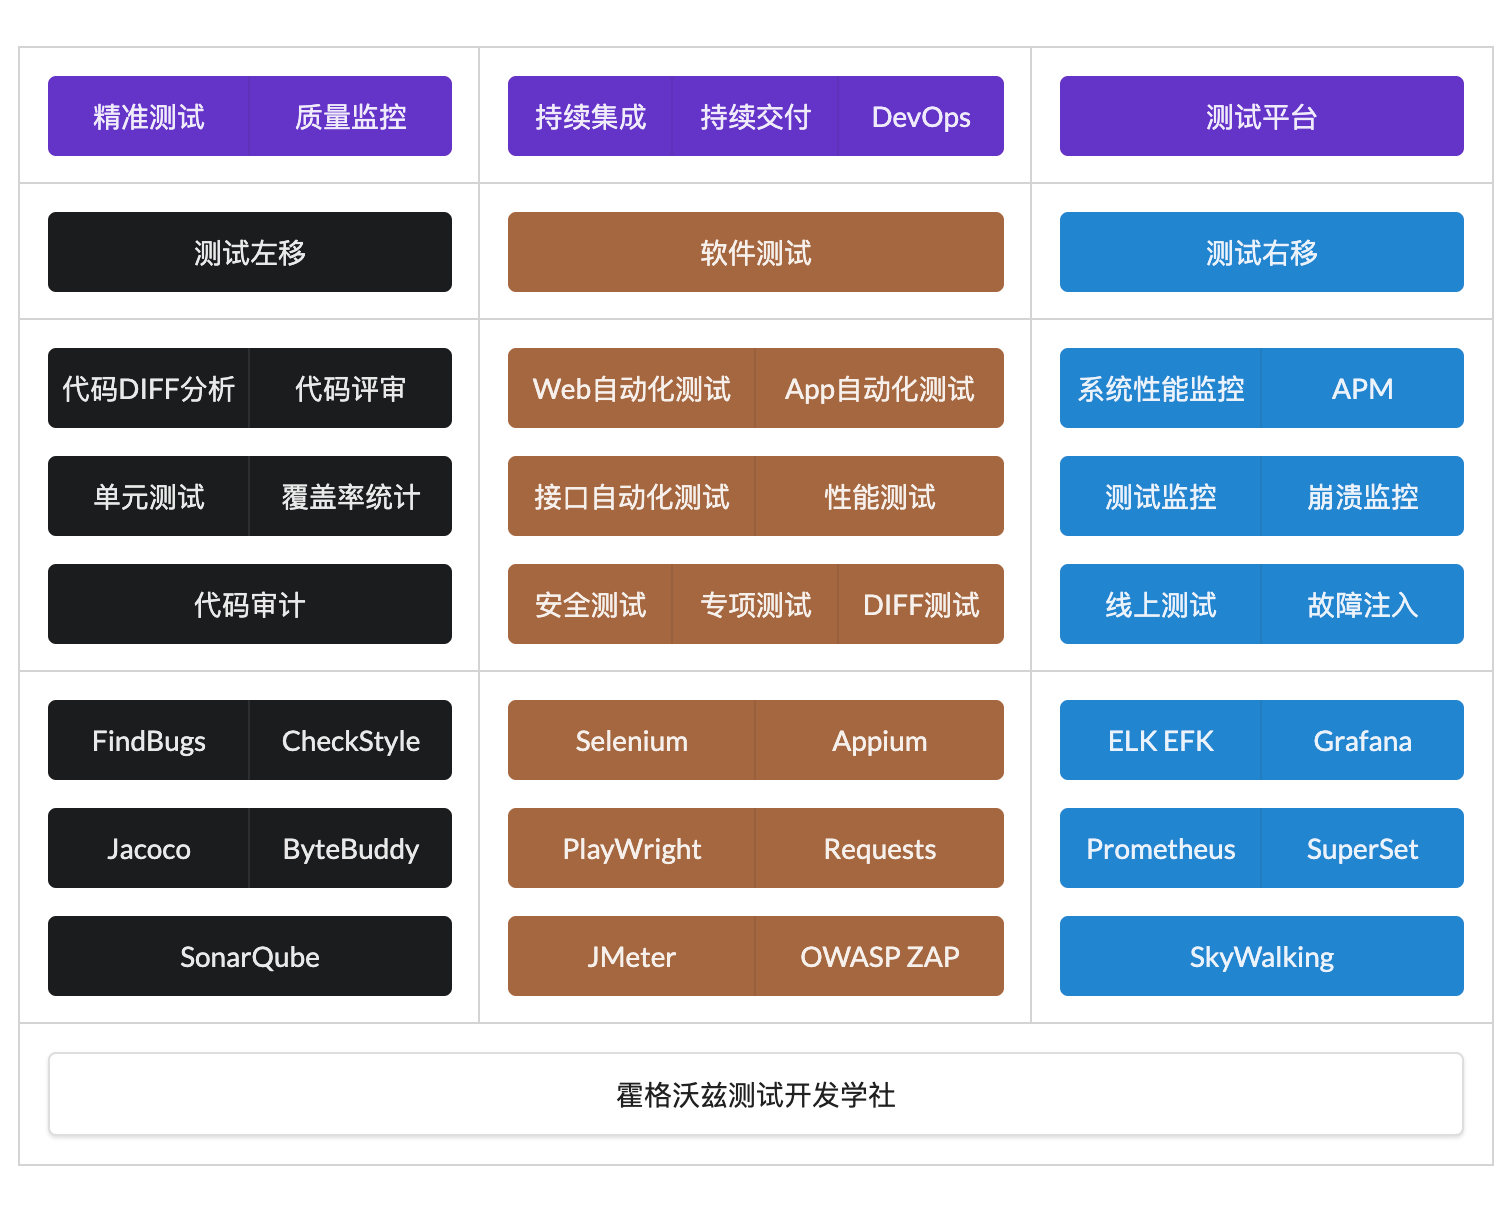 精准测试 质量监控 持续集成 持续交付 DevOps 测试平台
测试左移 软件测试 测试右移
代码DIFF分析 代码评审 Web自动化测试 App自动化测试 系统性能监控 APM
单元测试 覆盖率统计 接口自动化测试 性能测试 测试监控 崩溃监控
代码审计 安全测试 专项测试 DIFF测试 线上测试 故障注入
FindBugs CheckStyle Selenium Appium ELK EFK Grafana
Jacoco ByteBuddy PlayWright Requests Prometheus SuperSet
SonarQube JMeter OWASP ZAP SkyWalking
霍格沃兹测试开发学社